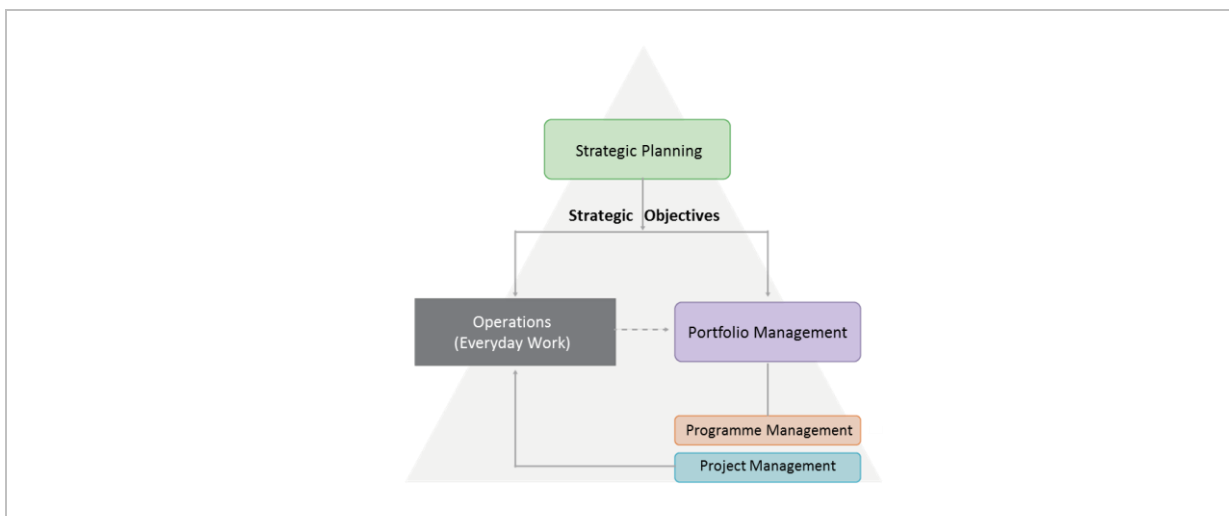 Strategic Planning
Strategic Objectives
Operations
(Everyday Work)
Portfolio Management
Programme Management
Project Management